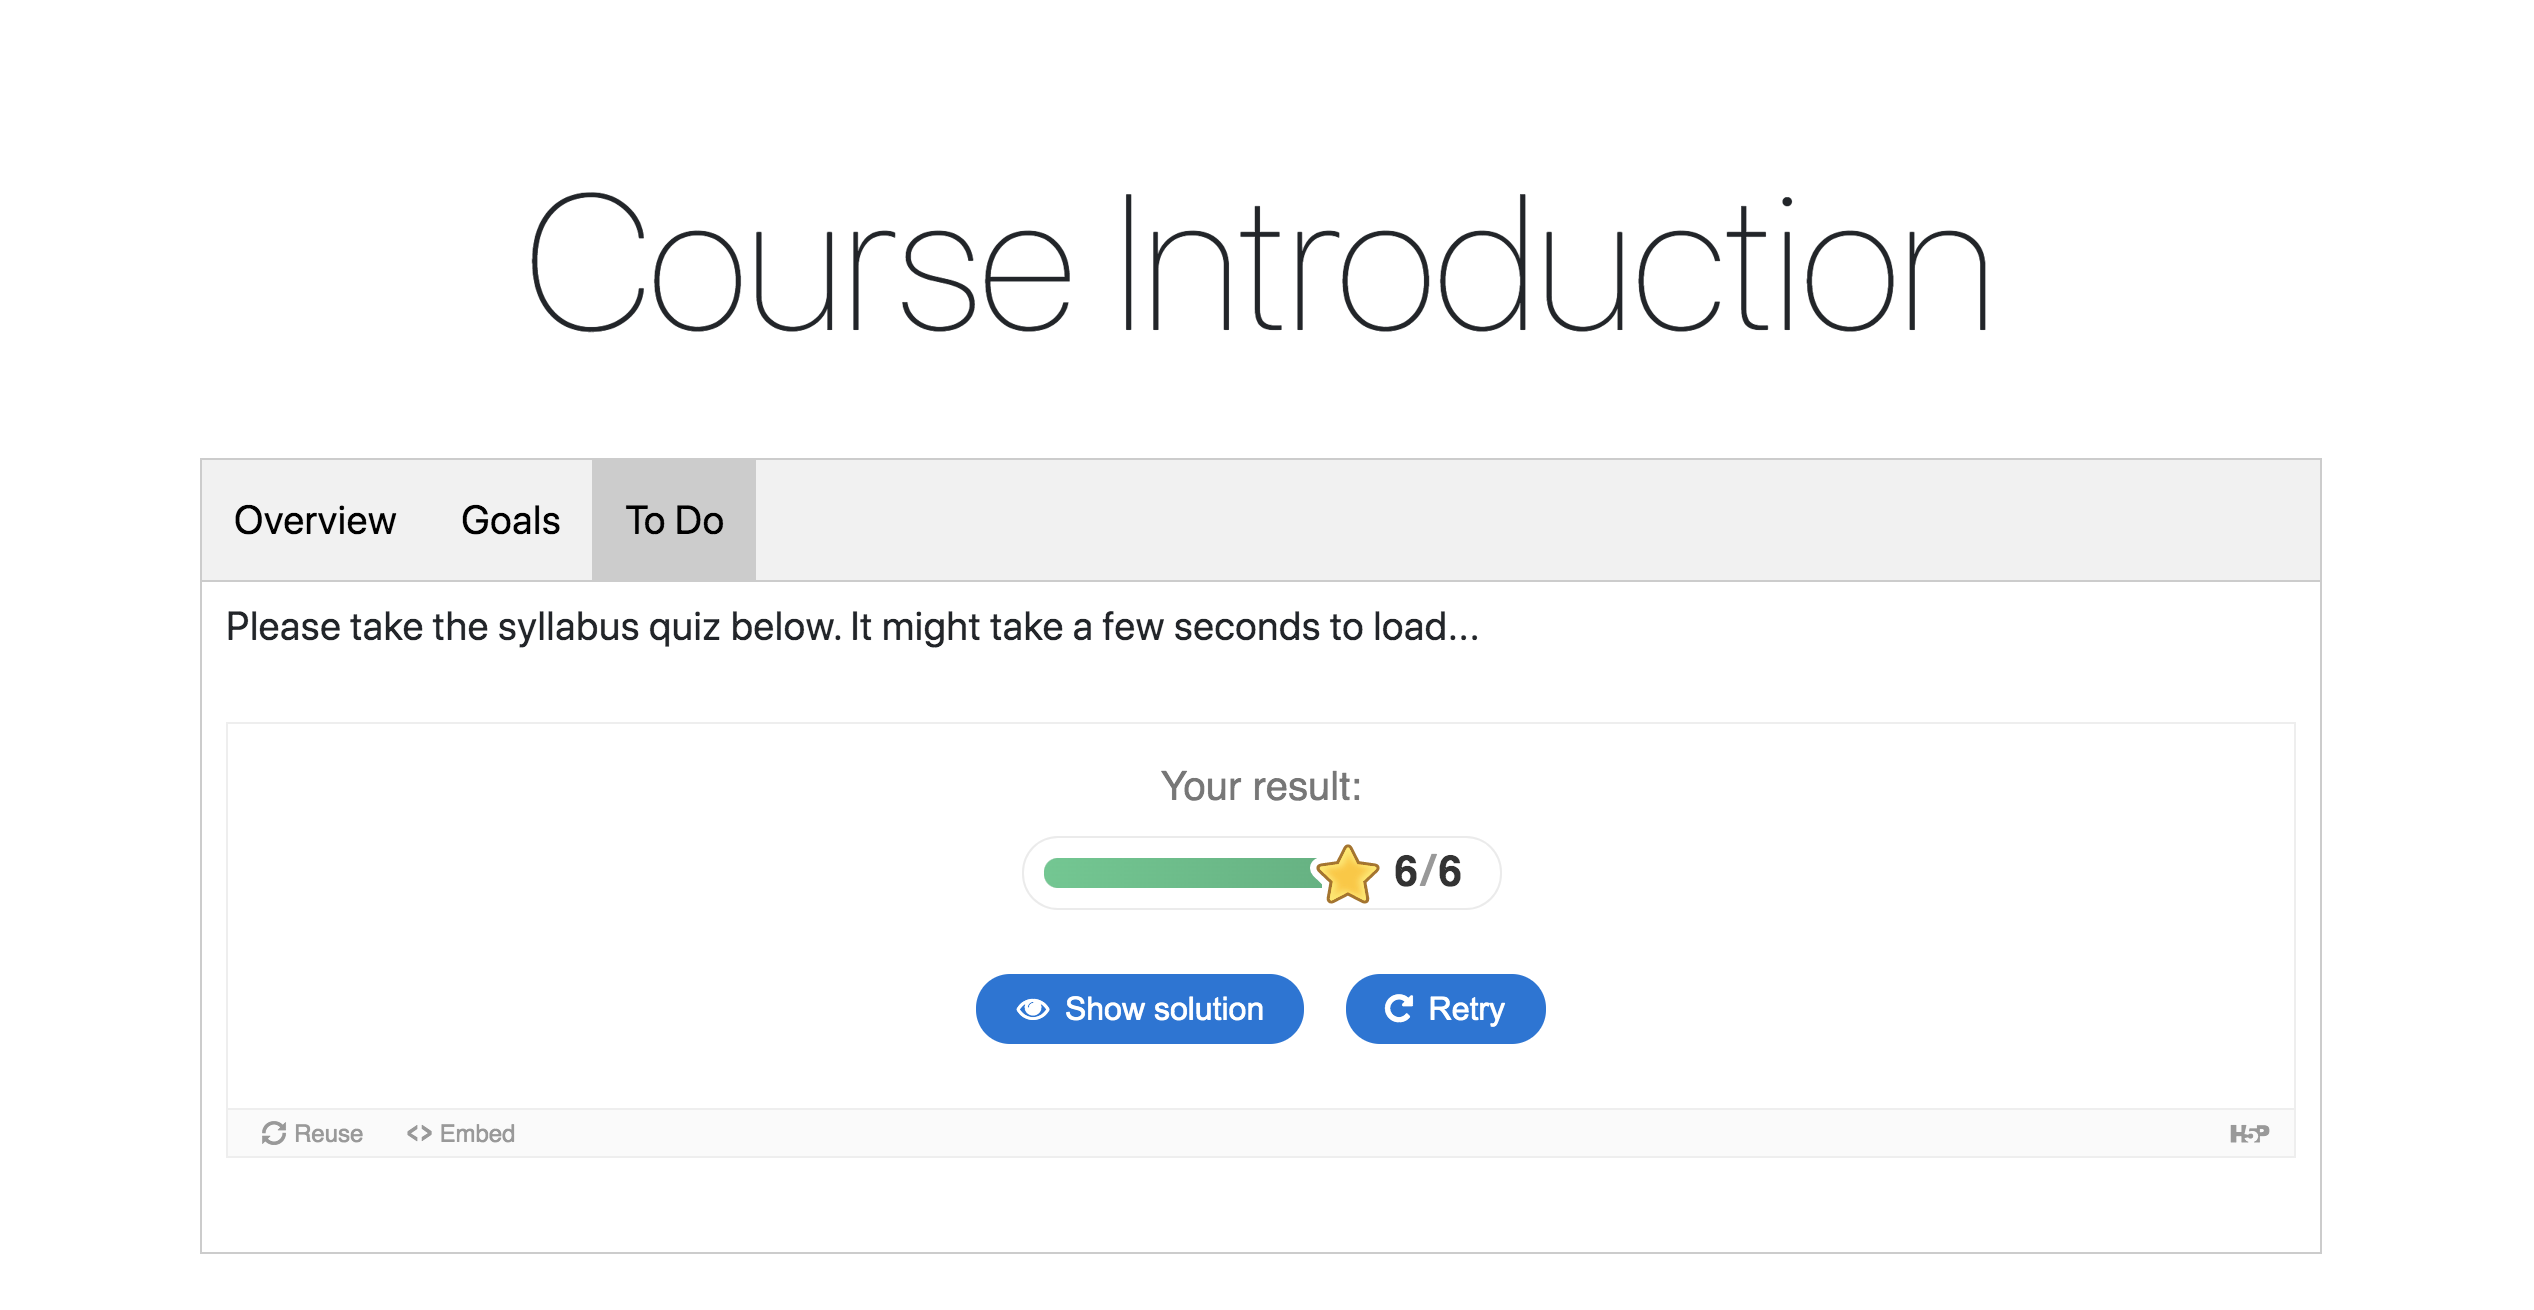 Course Introduction
Overview Goals To Do
Please take the syllabus quiz below. It might take a few seconds to load...
Your result:
6/6
Show solution Retry
Reuse <> Embed H5P